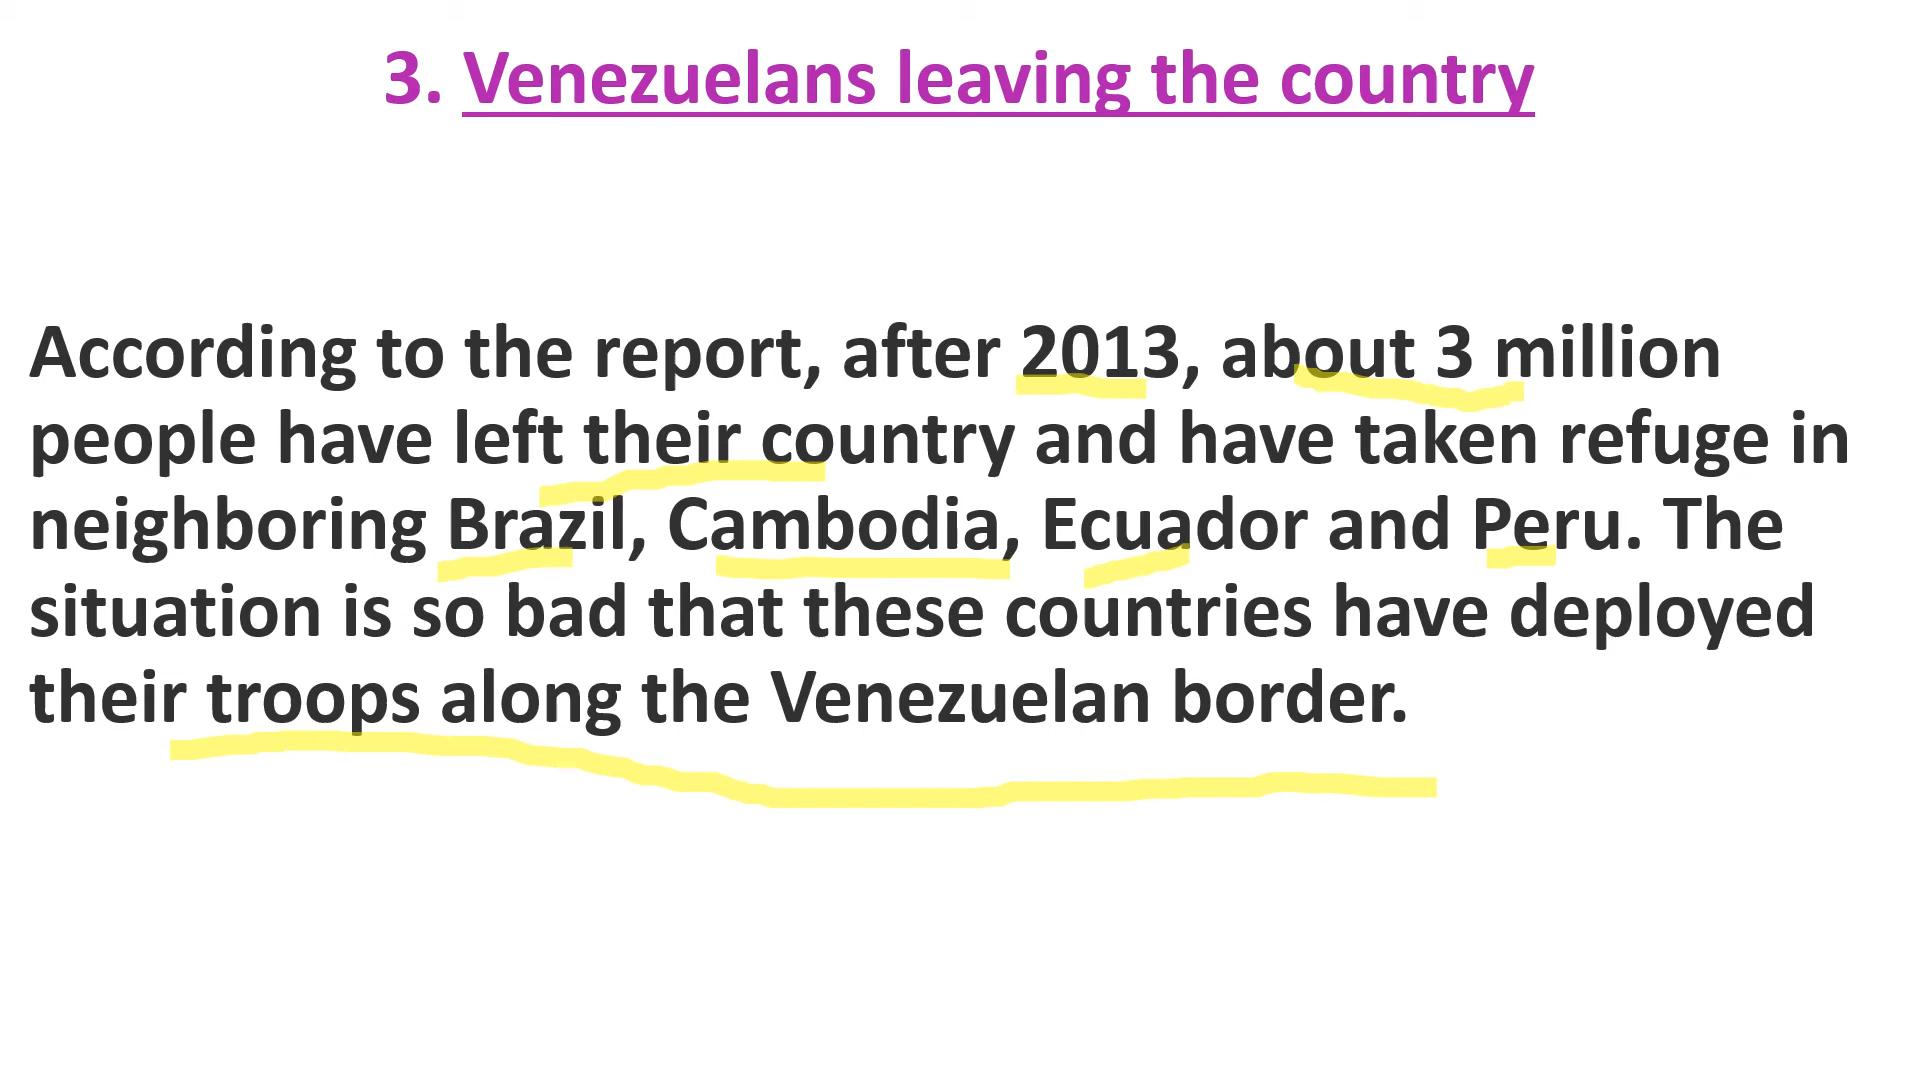 3. Venezuelans leaving the country
According to the report, after 2013, about 3 million
people have left their country and have taken refuge in
neighboring Brazil, Cambodia, Ecuador and Peru. The
situation is so bad that these countries have deployed
their troops along the Venezuelan border.